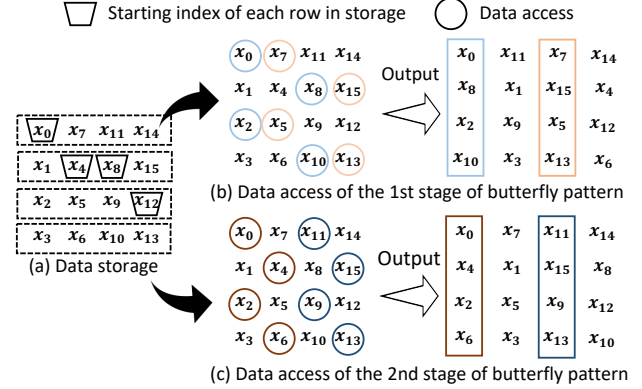 Starting index of each row in storage Data access
x0 x7 x11 x14 Output x0 x11 x7 x14
x1 x4 x8 x15 x8 x1 x15 x4
x2 x5 x9 x12 x2 x9 x5 x12
x3 x6 x10 x13 x10 x3 x13 x6
(b) Data access of the 1st stage of butterfly pattern
x0 x7 x11 x14
x1 x4 x8 x15
x2 x5 x9 x12
x3 x6 x10 x13
(a) Data storage
x0 x7 x11 x14 Output x0 x7 x11 x14
x1 x4 x8 x15 x4 x1 x15 x8
x2 x5 x9 x12 x2 x5 x9 x12
x3 x6 x10 x13 x6 x3 x13 x10
(c) Data access of the 2nd stage of butterfly pattern